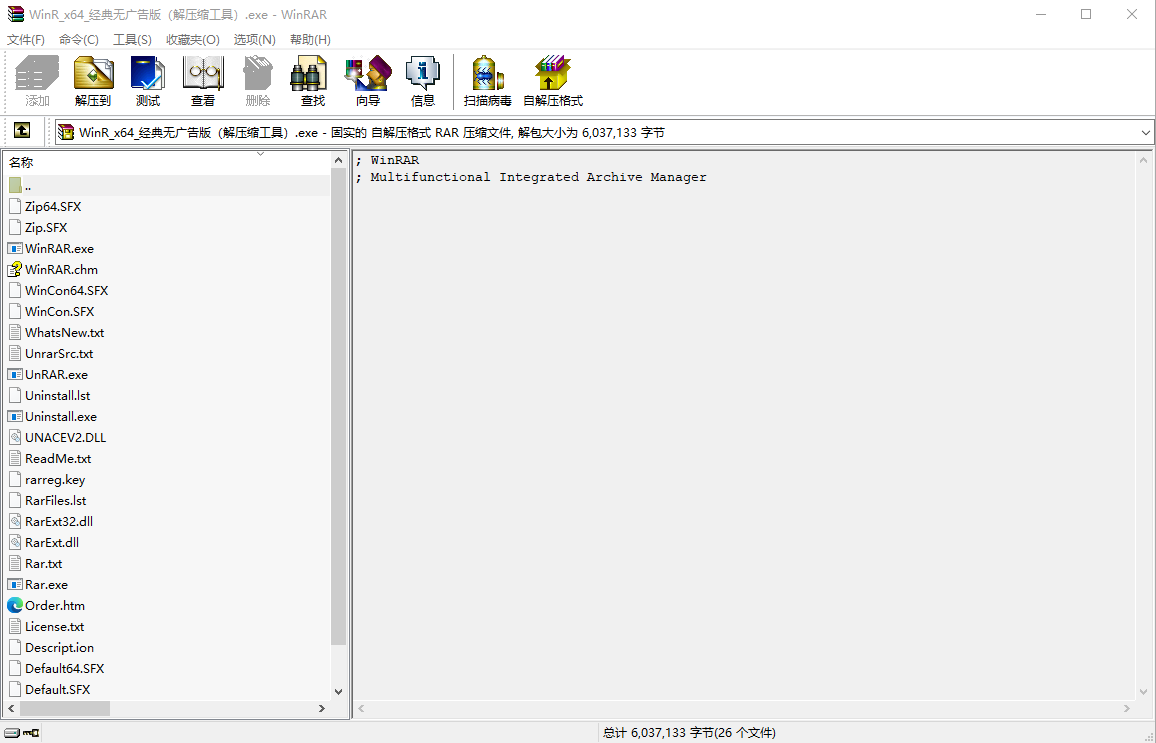 WinR_x64_经典无广告版（解压缩工具）.exe - WinRAR
文件(F) 命令(C) 工具(S) 收藏夹(O) 选项(N) 帮助(H)
添加 解压到 测试 查看 删除 查找 向导 信息 扫描病毒 自解压格式
WinR_x64_经典无广告版（解压缩工具）.exe - 固实的 自解压格式 RAR 压缩文件, 解包大小为 6,037,133 字节
名称
..
Zip64.SFX
Zip.SFX
WinRAR.exe
WinRAR.chm
WinCon64.SFX
WinCon.SFX
WhatsNew.txt
UnrarSrc.txt
UnRAR.exe
Uninstall.lst
Uninstall.exe
UNACEV2.DLL
ReadMe.txt
rarreg.key
RarFiles.lst
RarExt32.dll
RarExt.dll
Rar.txt
Rar.exe
Order.htm
License.txt
Descript.ion
Default64.SFX
Default.SFX
; WinRAR
; Multifunctional Integrated Archive Manager
总计 6,037,133 字节(26 个文件)